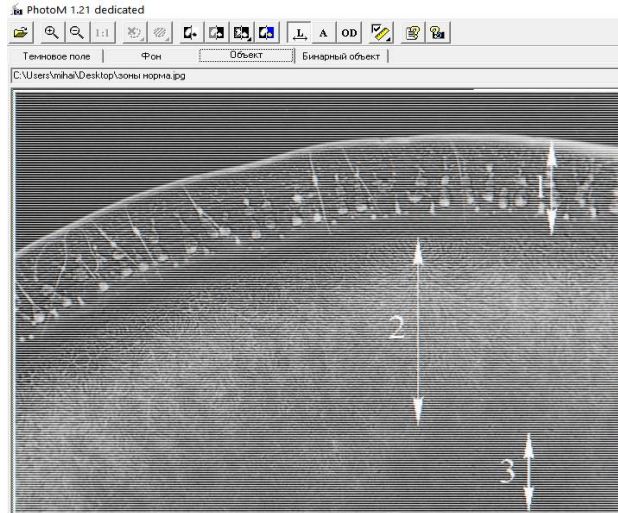 PhotoM 1.21 dedicated
1:1 L A OD
Темновое поле Фон Объект Бинарный объект
C:\Users\mihai\Desktop\зоны норма.jpg
1
2
3